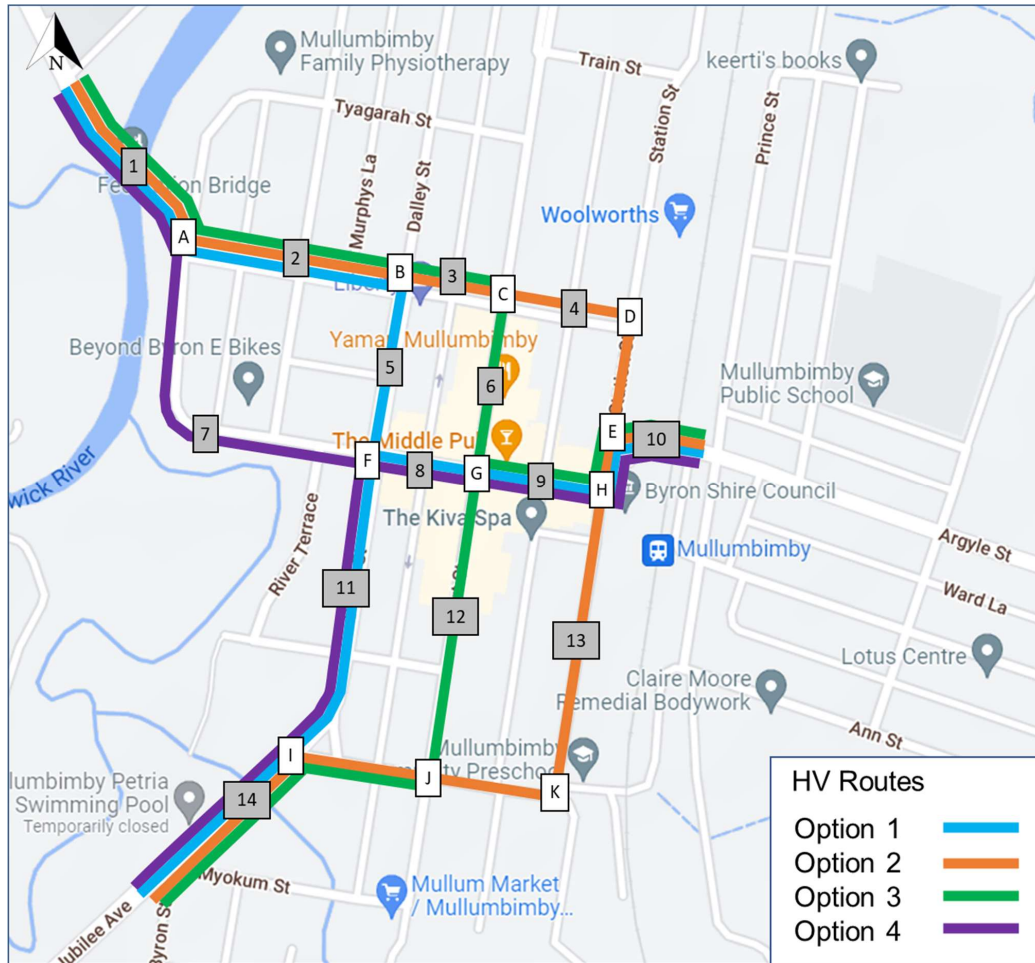 N
Mullumbimby
Family Physiotherapy
Train St
keerti's books
Tyagarah St
Station St
Prince St
Murphys La
Dalley St
1
Bridge
Woolworths
A
2
B
3
C
4
D
Beyond Byron E Bikes
5
6
Mullumbimby
Mullumbimby
Public School
7
The Middle
E
10
F
8
G
9
H
Byron Shire Council
The Kiva Spa
Mullumbimby
River Terrace
wick River
Argyle St
Ward La
11
12
13
Lotus Centre
Claire Moore
Remedial Bodywork
Ann St
I
J
K
Mullumbimby
Preschool
lumbimby Petria
Swimming Pool
Temporarily closed
14
Myokum St
Mullum Market
/ Mullumbimby...
Jubilee Ave
Byron St
HV Routes
Option 1
Option 2
Option 3
Option 4